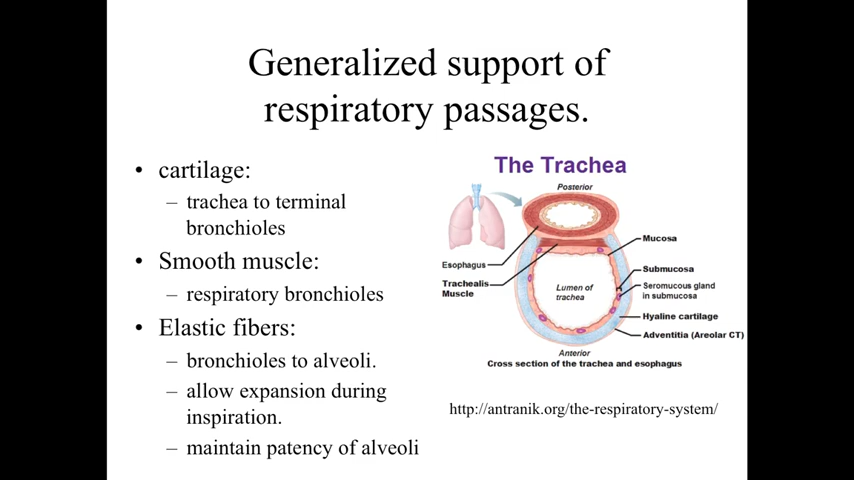 Generalized support of
respiratory passages.
• cartilage:
– trachea to terminal
bronchioles
• Smooth muscle:
– respiratory bronchioles
• Elastic fibers:
– bronchioles to alveoli.
– allow expansion during
inspiration.
– maintain patency of alveoli
The Trachea
Posterior
Mucosa
Esophagus
Submucosa
Trachealis
Muscle
Lumen of
trachea
Seromucous gland
in submucosa
Hyaline cartilage
Adventitia (Areolar CT)
Anterior
Cross section of the trachea and esophagus
http://antranik.org/the-respiratory-system/